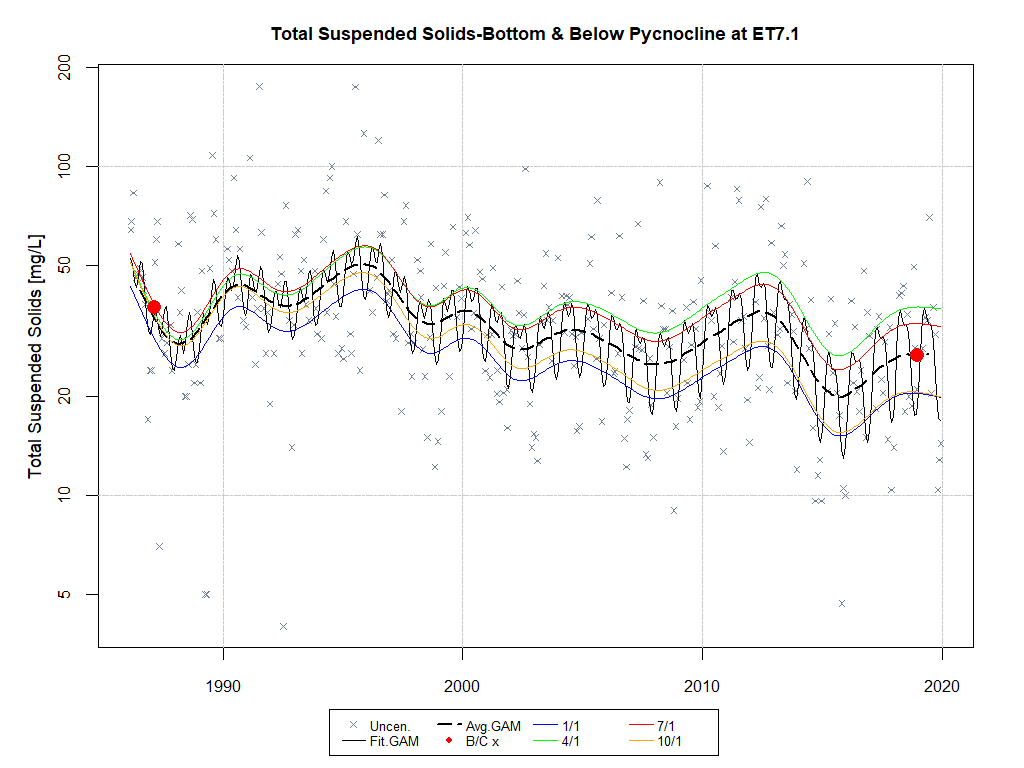 Total Suspended Solids-Bottom & Below Pycnocline at ET7.1
Total Suspended Solids [mg/L]
200
100
50
20
10
5
1990 2000 2010 2020
Uncen. Avg.GAM 1/1 7/1
Fit.GAM B/C x 4/1 10/1